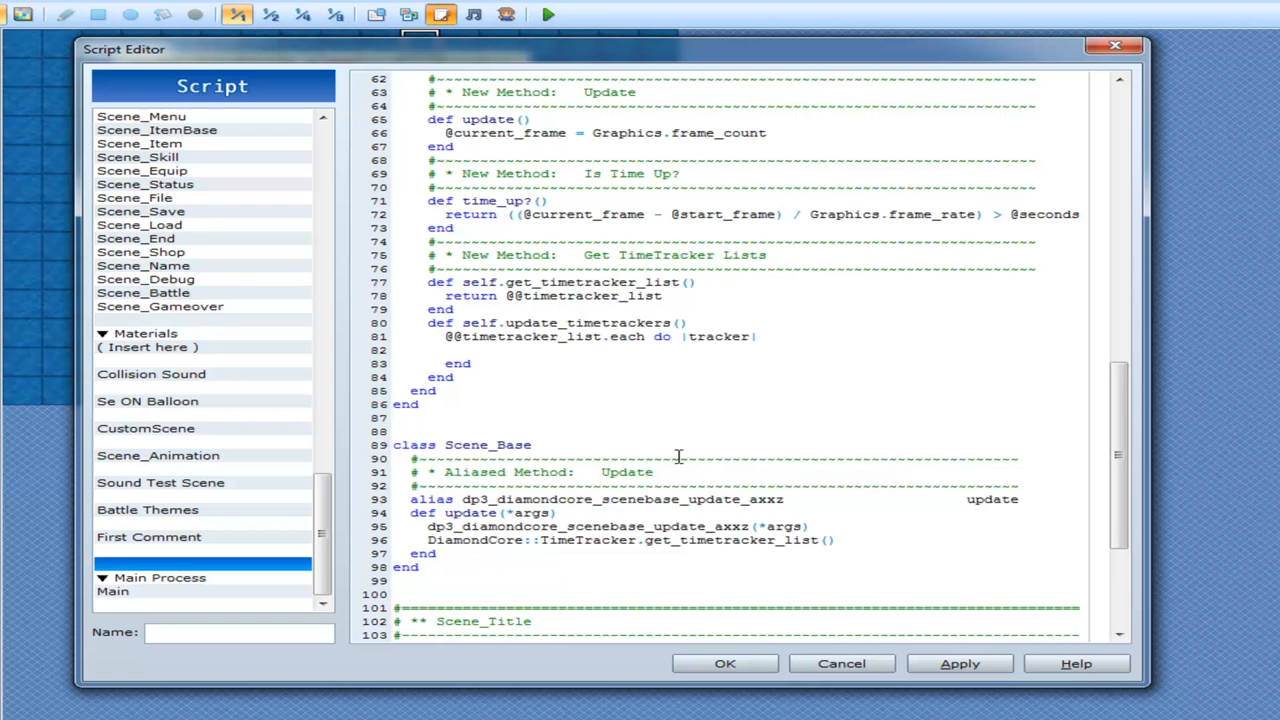 Script Editor
Script
Scene_Menu
Scene_ItemBase
Scene_Item
Scene_Skill
Scene_Equip
Scene_Status
Scene_File
Scene_Save
Scene_Load
Scene_End
Scene_Shop
Scene_Name
Scene_Debug
Scene_Battle
Scene_Gameover
▼ Materials
( Insert here )
Collision Sound
Se ON Balloon
CustomScene
Scene_Animation
Sound Test Scene
Battle Themes
First Comment
▼ Main Process
Main
Name:
62 #~~~~~~~~~~~~~~~~~~~~~~~~~~~~~~~~~~~~~~~~~~~~~~~~~~~~~~~~~~~~~~~~~~~~~
63 # * New Method: Update
64 #~~~~~~~~~~~~~~~~~~~~~~~~~~~~~~~~~~~~~~~~~~~~~~~~~~~~~~~~~~~~~~~~~~~~~
65 def update()
66 @current_frame = Graphics.frame_count
67 end
68 #~~~~~~~~~~~~~~~~~~~~~~~~~~~~~~~~~~~~~~~~~~~~~~~~~~~~~~~~~~~~~~~~~~~~~
69 # * New Method: Is Time Up?
70 #~~~~~~~~~~~~~~~~~~~~~~~~~~~~~~~~~~~~~~~~~~~~~~~~~~~~~~~~~~~~~~~~~~~~~
71 def time_up?()
72 return ((@current_frame - @start_frame) / Graphics.frame_rate) > @seconds
73 end
74 #~~~~~~~~~~~~~~~~~~~~~~~~~~~~~~~~~~~~~~~~~~~~~~~~~~~~~~~~~~~~~~~~~~~~~
75 # * New Method: Get TimeTracker Lists
76 #~~~~~~~~~~~~~~~~~~~~~~~~~~~~~~~~~~~~~~~~~~~~~~~~~~~~~~~~~~~~~~~~~~~~~
77 def self.get_timetracker_list()
78 return @@timetracker_list
79 end
80 def self.update_timetrackers()
81 @@timetracker_list.each do |tracker|
82
83 end
84 end
85 end
86 end
87
88
89 class Scene_Base
90 #~~~~~~~~~~~~~~~~~~~~~~~~~~~~~~~~~~~~~~~~~~~~~~~~~~~~~~~~~~~~~~~~~~~~~
91 # * Aliased Method: Update
92 #~~~~~~~~~~~~~~~~~~~~~~~~~~~~~~~~~~~~~~~~~~~~~~~~~~~~~~~~~~~~~~~~~~~~~
93 alias dp3_diamondcore_scenebase_update_axxz update
94 def update(*args)
95 dp3_diamondcore_scenebase_update_axxz(*args)
96 DiamondCore::TimeTracker.get_timetracker_list()
97 end
98 end
99
100
101 #==============================================================================
102 # ** Scene_Title
103 #------------------------------------------------------------------------------
OK
Cancel
Apply
Help